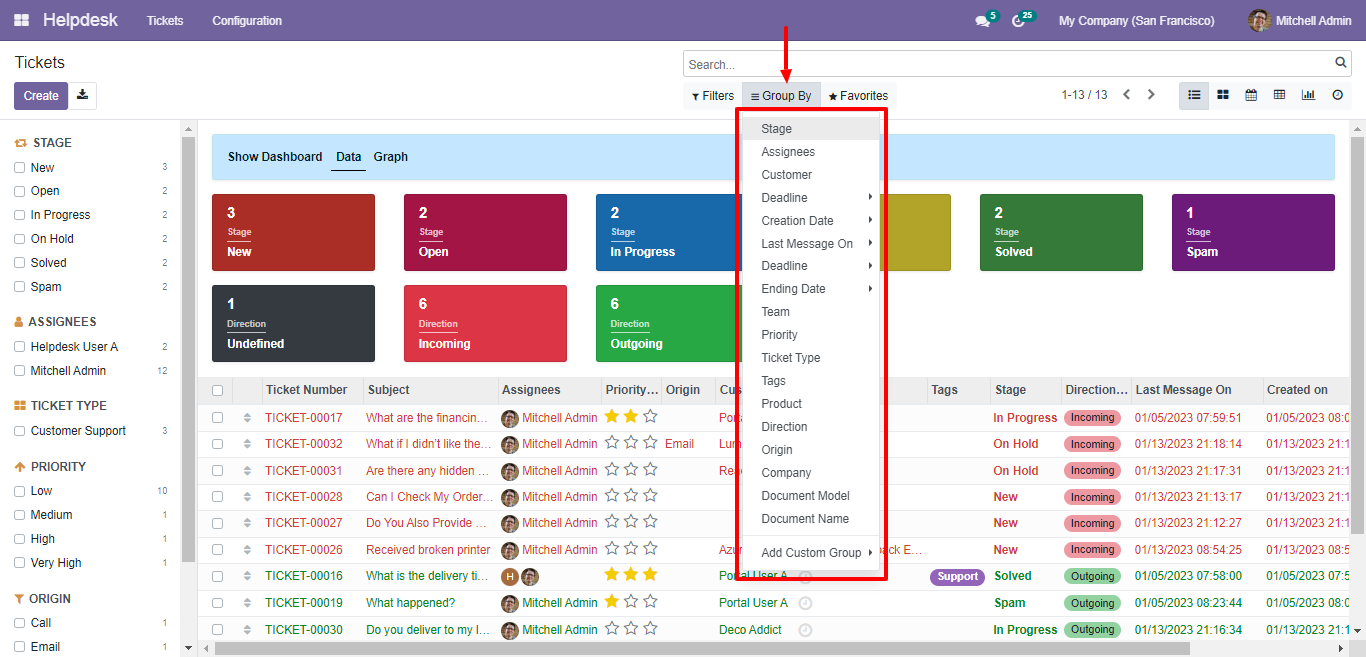 Helpdesk Tickets Configuration 5 25 My Company (San Francisco) Mitchell Admin
Tickets
Search...
Create
Filters Group By Favorites
1-13 / 13
STAGE
New 3
Open 2
In Progress 2
On Hold 2
Solved 2
Spam 2
ASSIGNEES
Helpdesk User A 2
Mitchell Admin 12
TICKET TYPE
Customer Support 3
PRIORITY
Low 10
Medium 1
High 1
Very High 1
ORIGIN
Call 1
Email 1
Show Dashboard Data Graph
3
Stage
New
2
Stage
Open
2
Stage
In Progress
2
Stage
Solved
1
Stage
Spam
1
Direction
Undefined
6
Direction
Incoming
6
Direction
Outgoing
Stage
Assignees
Customer
Deadline
Creation Date
Last Message On
Deadline
Ending Date
Team
Priority
Ticket Type
Tags
Product
Direction
Origin
Company
Document Model
Document Name
Add Custom Group
Ticket Number Subject Assignees Priority... Origin Tags Stage Direction... Last Message On Created on
TICKET-00017 What are the financin... Mitchell Admin In Progress Incoming 01/05/2023 07:59:51 01/05/2023 08:0
TICKET-00032 What if I didn't like the... Mitchell Admin Email On Hold Incoming 01/13/2023 21:18:14 01/13/2023 21:1
TICKET-00031 Are there any hidden ... Mitchell Admin On Hold Incoming 01/13/2023 21:17:31 01/13/2023 21:1
TICKET-00028 Can I Check My Order... Mitchell Admin New Incoming 01/13/2023 21:13:17 01/13/2023 21:1
TICKET-00027 Do You Also Provide ... Mitchell Admin New Incoming 01/13/2023 21:12:27 01/13/2023 21:1
TICKET-00026 Received broken printer Mitchell Admin New Incoming 01/13/2023 08:54:25 01/13/2023 08:5
TICKET-00016 What is the delivery ti... H Portal User A Support Solved Outgoing 01/05/2023 07:58:00 01/05/2023 07:5
TICKET-00019 What happened? Mitchell Admin Portal User A Spam Outgoing 01/05/2023 08:23:44 01/05/2023 08:2
TICKET-00030 Do you deliver to my l... Mitchell Admin Deco Addict In Progress Outgoing 01/13/2023 21:16:34 01/13/2023 21:1